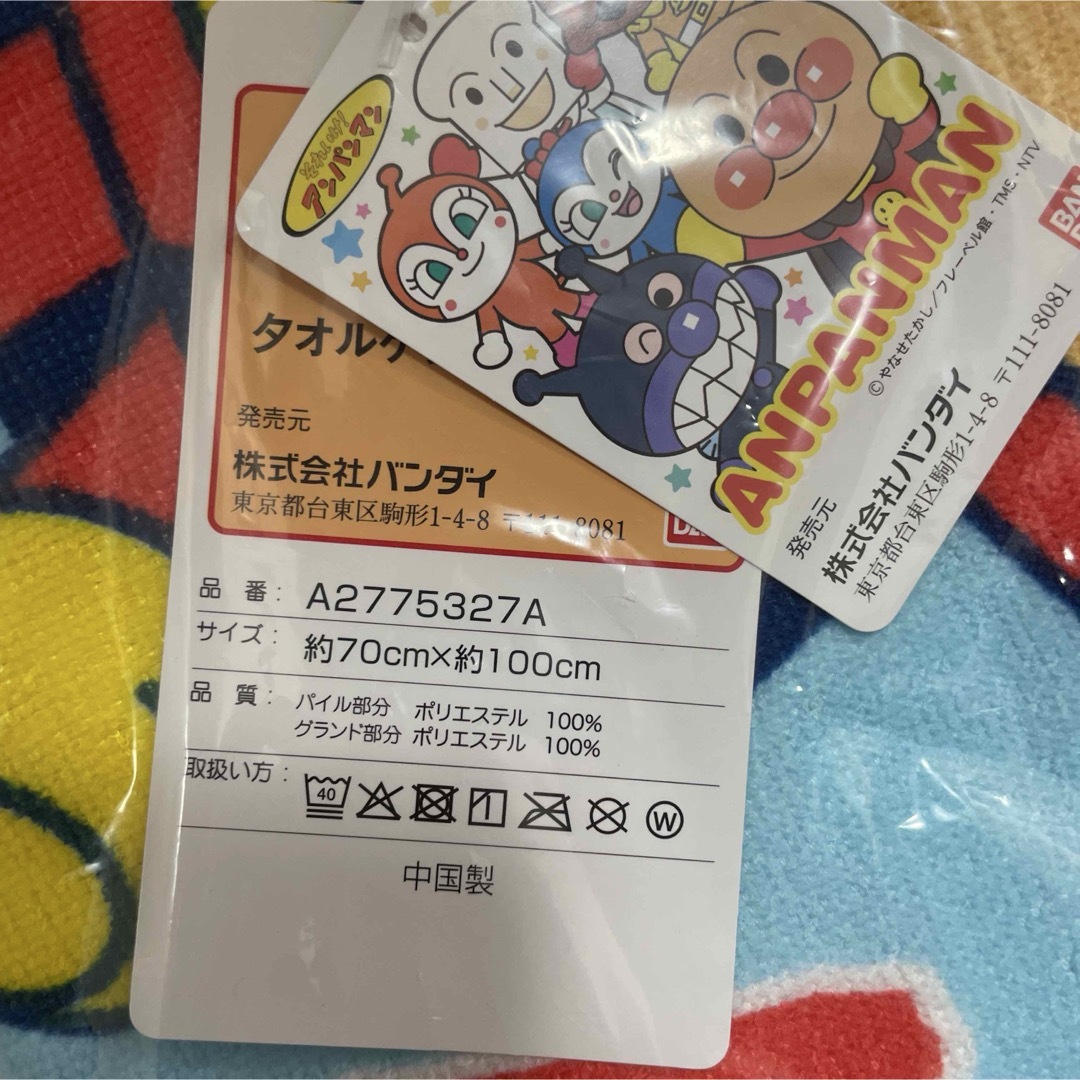 それいけ!
アンパンマン
ANPANMAN
©やなせたかし/フレーベル館・TMS・NTV
発売元
株式会社バンダイ
東京都台東区駒形1-4-8 〒111-8081
タオルケ
発売元
株式会社バンダイ
東京都台東区駒形1-4-8 〒111-8081
品 番: A2775327A
サイズ: 約70cm×約100cm
品 質: パイル部分 ポリエステル 100%
グランド部分 ポリエステル 100%
取扱い方:
40
W
中国製